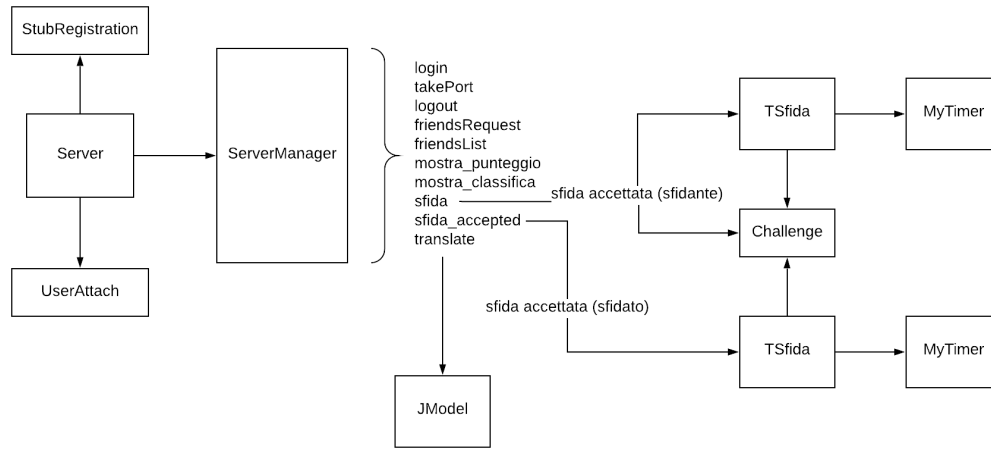 StubRegistration
Server
UserAttach
ServerManager
login
takePort
logout
friendsRequest
friendsList
mostra_punteggio
mostra_classifica
sfida
sfida_accepted
translate
sfida accettata (sfidante)
sfida accettata (sfidato)
JModel
TSfida
MyTimer
Challenge
TSfida
MyTimer